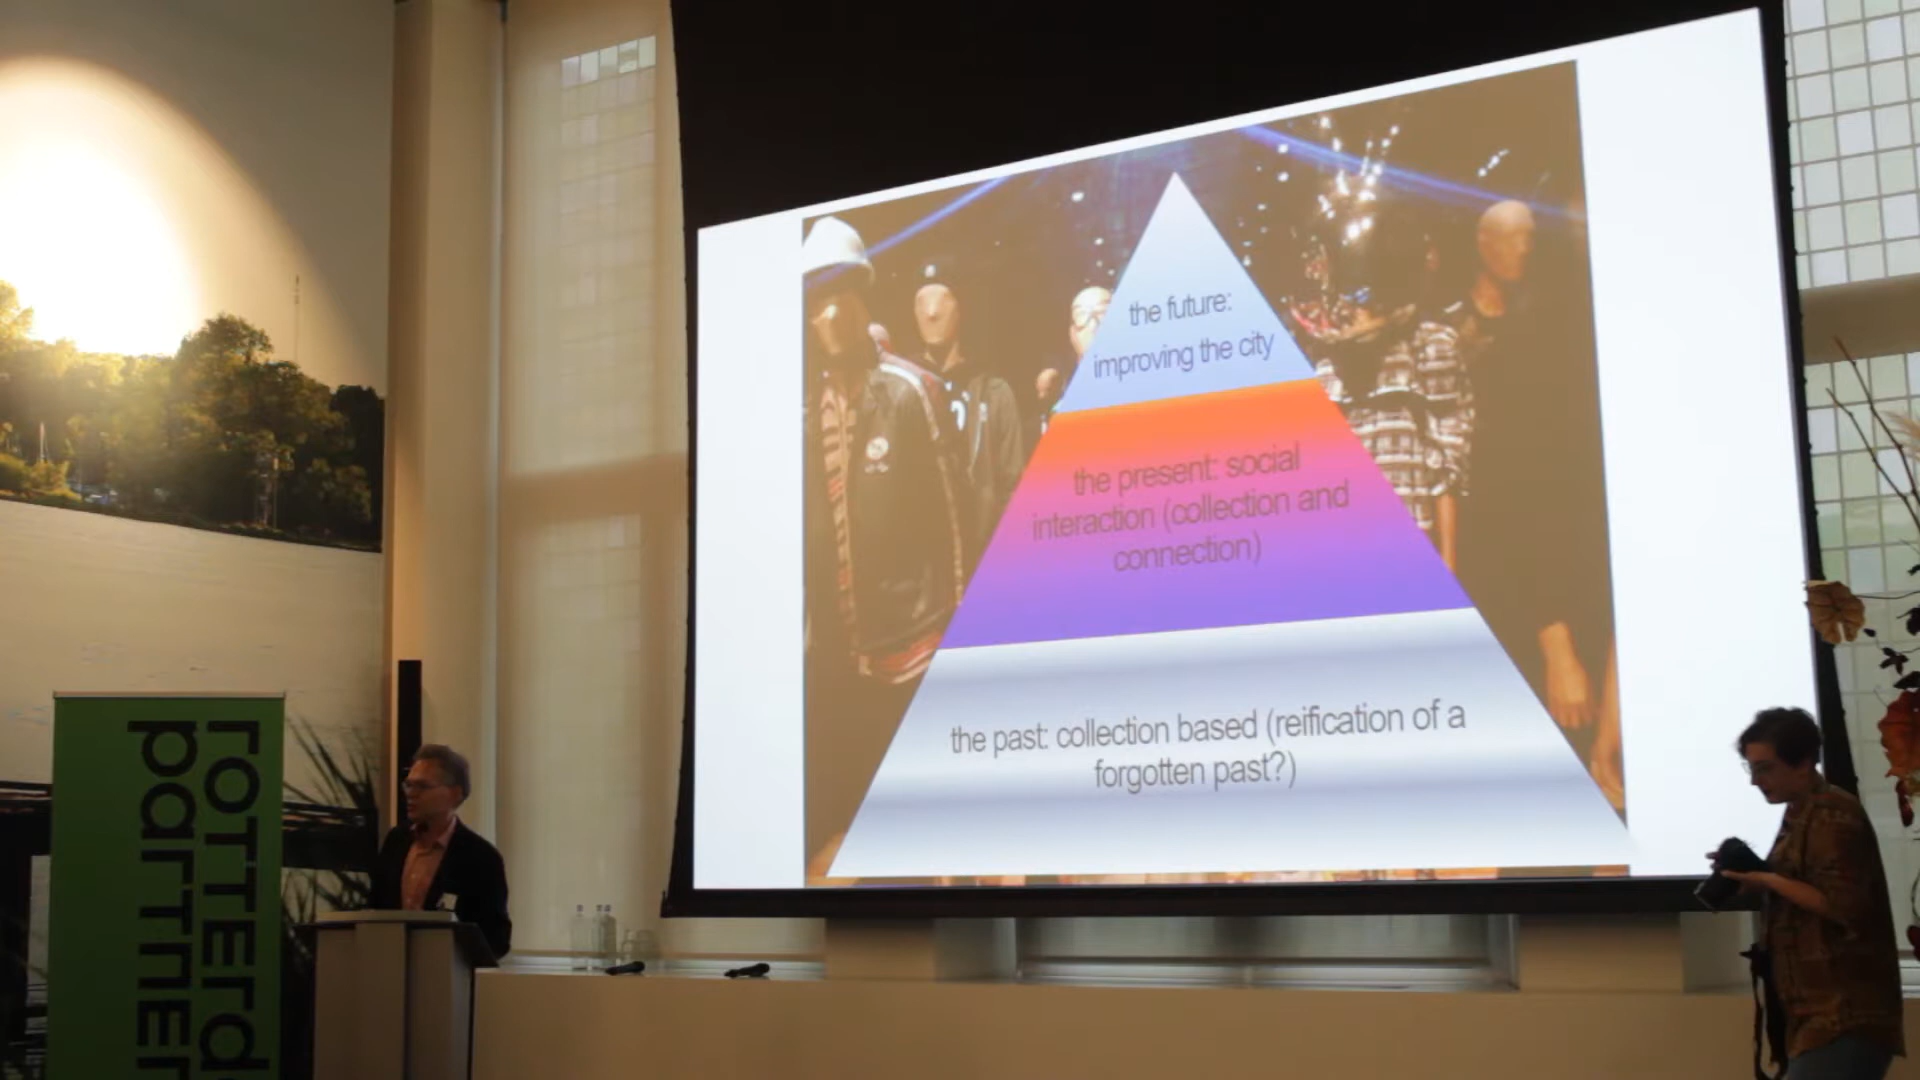 the future:
improving the city
the present: social
interaction (collection and
connection)
the past: collection based (reification of a
forgotten past?)
rotterd
partner